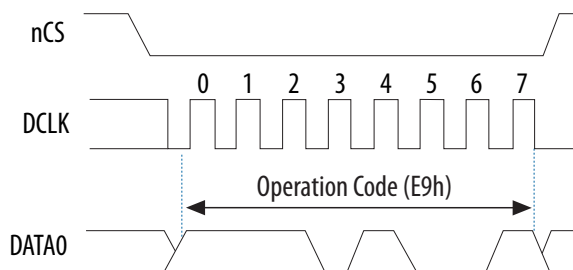 nCS
0 1 2 3 4 5 6 7
DCLK
Operation Code (E9h)
DATA0